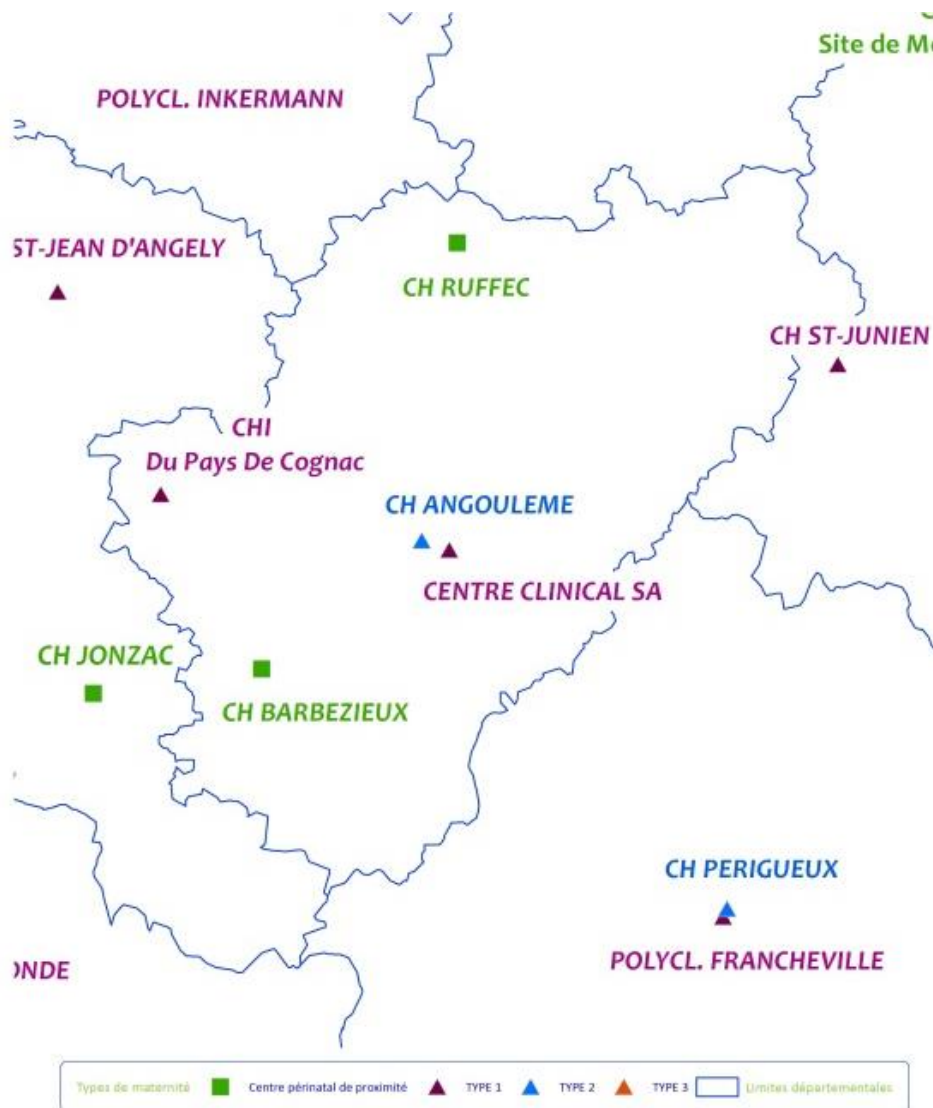 Site de
POLYCL. INKERMANN
ST-JEAN D'ANGELY
CH RUFFEC
CH ST-JUNIEN
CHI
Du Pays De Cognac
CH ANGOULEME
CENTRE CLINICAL SA
CH JONZAC
CH BARBEZIEUX
CH PERIGUEUX
POLYCL. FRANCHEVILLE
Types de maternité Centre périnatal de proximité TYPE 1 TYPE 2 TYPE 3 Limites départementales